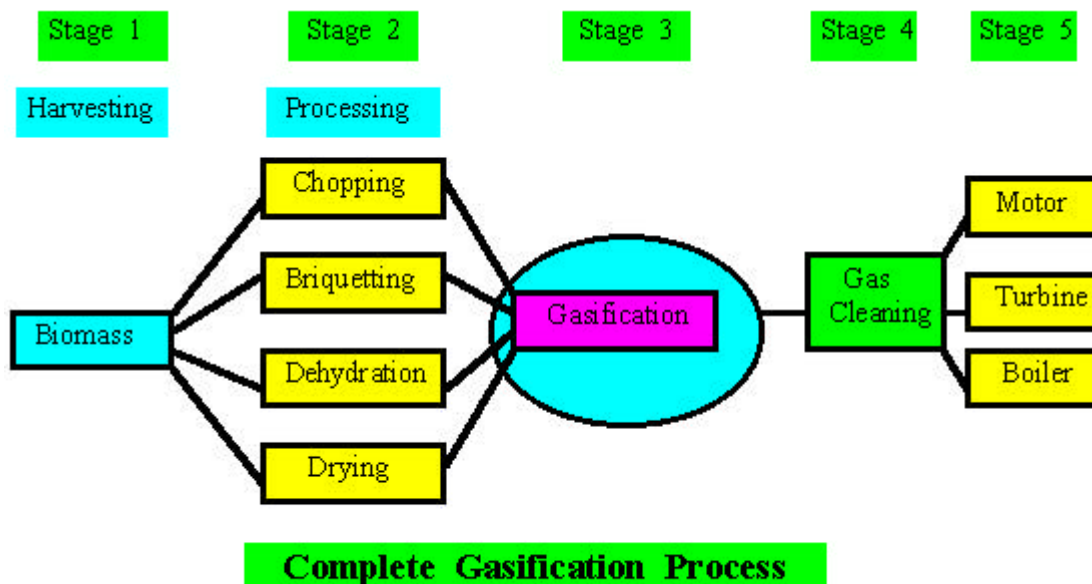 Stage 1
Stage 2
Stage 3
Stage 4
Stage 5
Harvesting
Processing
Chopping
Briquetting
Dehydration
Drying
Biomass
Gasification
Gas
Cleaning
Motor
Turbine
Boiler
Complete Gasification Process